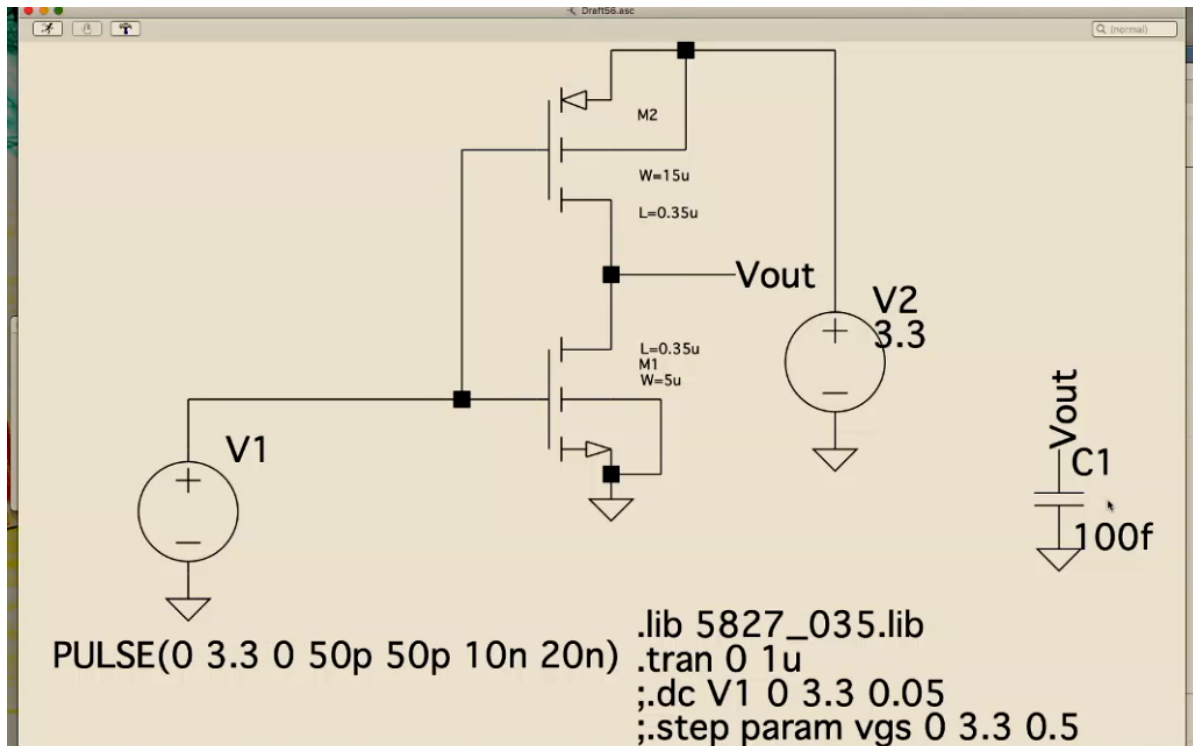 Draft56.asc
(normal)
M2
W=15u
L=0.35u
Vout
V2
3.3
L=0.35u
M1
W=5u
V1
Vout
C1
100f
PULSE(0 3.3 0 50p 50p 10n 20n)
.lib 5827_035.lib
.tran 0 1u
;.dc V1 0 3.3 0.05
;.step param vgs 0 3.3 0.5